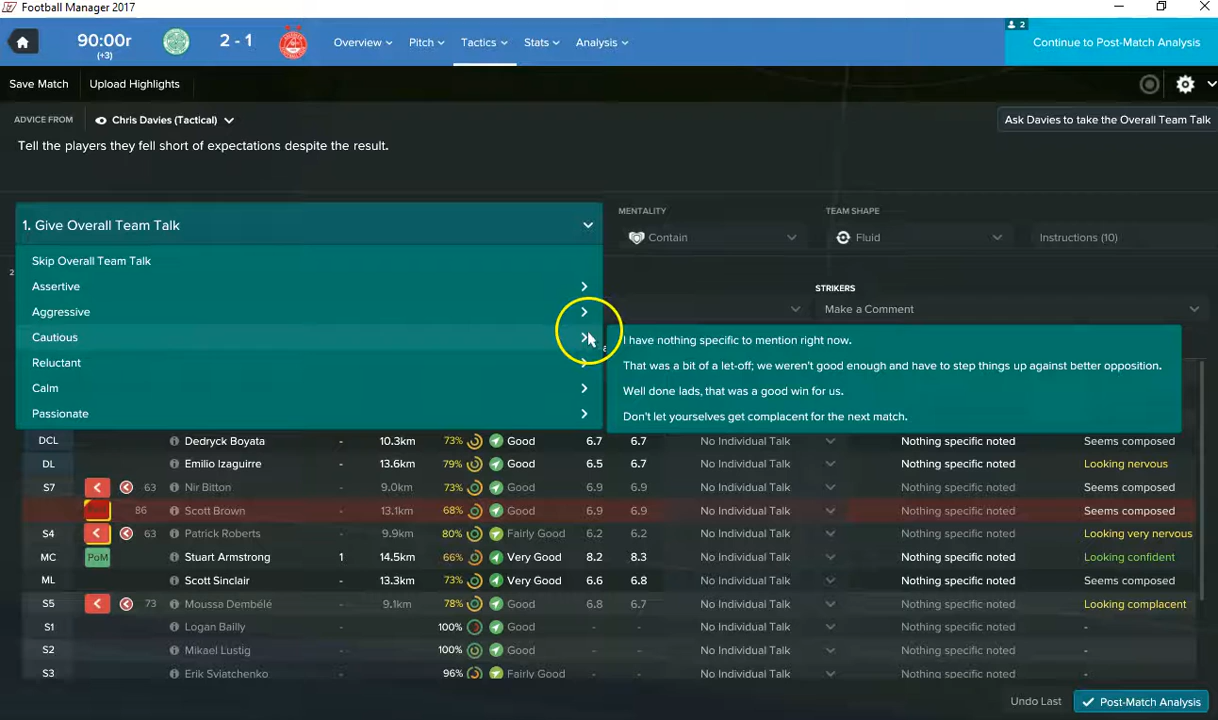 Football Manager 2017
90:00r
(+3)
2 - 1
Overview
Pitch
Tactics
Stats
Analysis
2
Continue to Post-Match Analysis
Save Match
Upload Highlights
ADVICE FROM
Chris Davies (Tactical)
Ask Davies to take the Overall Team Talk
Tell the players they fell short of expectations despite the result.
1. Give Overall Team Talk
MENTALITY
TEAM SHAPE
Contain
Fluid
Instructions (10)
Skip Overall Team Talk
Assertive
Aggressive
Cautious
Reluctant
Calm
Passionate
STRIKERS
Make a Comment
I have nothing specific to mention right now.
That was a bit of a let-off; we weren't good enough and have to step things up against better opposition.
Well done lads, that was a good win for us.
Don't let yourselves get complacent for the next match.
DCL Dedryck Boyata - 10.3km 73% Good 6.7 6.7 No Individual Talk Nothing specific noted Seems composed
DL Emilio Izaguirre - 13.6km 79% Good 6.5 6.7 No Individual Talk Nothing specific noted Looking nervous
S7 63 Nir Bitton - 9.0km 73% Good 6.9 6.9 No Individual Talk Nothing specific noted Seems composed
86 Scott Brown - 13.1km 68% Good 6.9 6.9 No Individual Talk Nothing specific noted Seems composed
S4 63 Patrick Roberts - 9.9km 80% Fairly Good 6.2 6.2 No Individual Talk Nothing specific noted Looking very nervous
MC PoM Stuart Armstrong 1 14.5km 66% Very Good 8.2 8.3 No Individual Talk Nothing specific noted Looking confident
ML Scott Sinclair - 13.3km 73% Very Good 6.6 6.8 No Individual Talk Nothing specific noted Seems composed
S5 73 Moussa Dembélé - 9.1km 78% Good 6.8 6.7 No Individual Talk Nothing specific noted Looking complacent
S1 Logan Bailly 100% Good - - No Individual Talk Nothing specific noted -
S2 Mikael Lustig 100% Good - - No Individual Talk Nothing specific noted -
S3 Erik Sviatchenko 96% Fairly Good - - No Individual Talk Nothing specific noted -
Undo Last
Post-Match Analysis